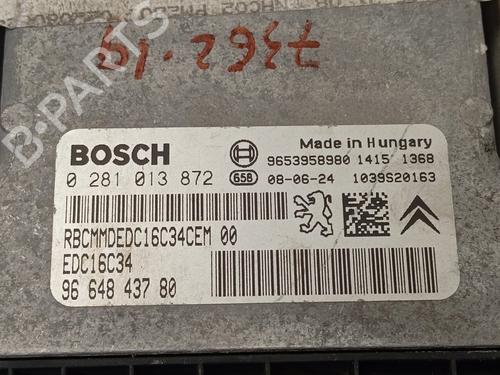 7362.19
BOSCH
Made in Hungary
9653958980 1415 1368
0 281 013 872
658
08-06-24
1039S20163
RBCMMDEDC16C34CEM 00
EDC16C34
96 648 437 80
B-PARTS